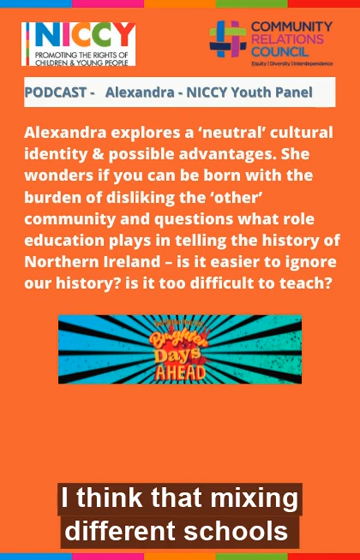 NICCY
PROMOTING THE RIGHTS OF
CHILDREN & YOUNG PEOPLE
COMMUNITY
RELATIONS
COUNCIL
Equity | Diversity | Interdependence
PODCAST - Alexandra - NICCY Youth Panel
Alexandra explores a ‘neutral’ cultural
identity & possible advantages. She
wonders if you can be born with the
burden of disliking the ‘other’
community and questions what role
education plays in telling the history of
Northern Ireland – is it easier to ignore
our history? is it too difficult to teach?
Brighter
Days
AHEAD
I think that mixing
different schools